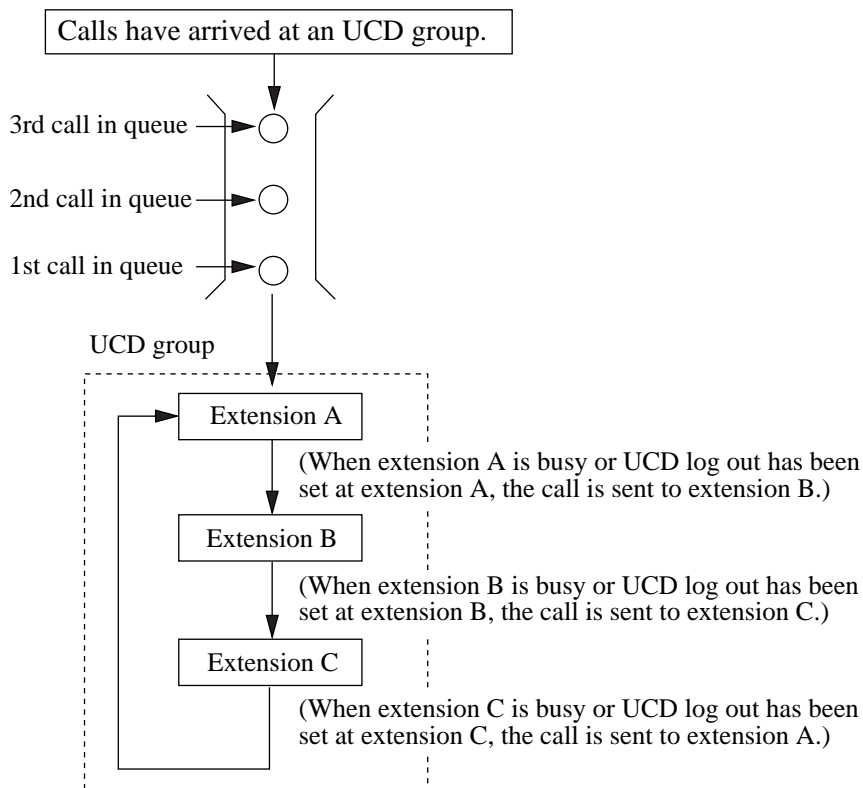 Calls have arrived at an UCD group.
3rd call in queue
2nd call in queue
1st call in queue
UCD group
Extension A
(When extension A is busy or UCD log out has been
set at extension A, the call is sent to extension B.)
Extension B
(When extension B is busy or UCD log out has been
set at extension B, the call is sent to extension C.)
Extension C
(When extension C is busy or UCD log out has been
set at extension C, the call is sent to extension A.)